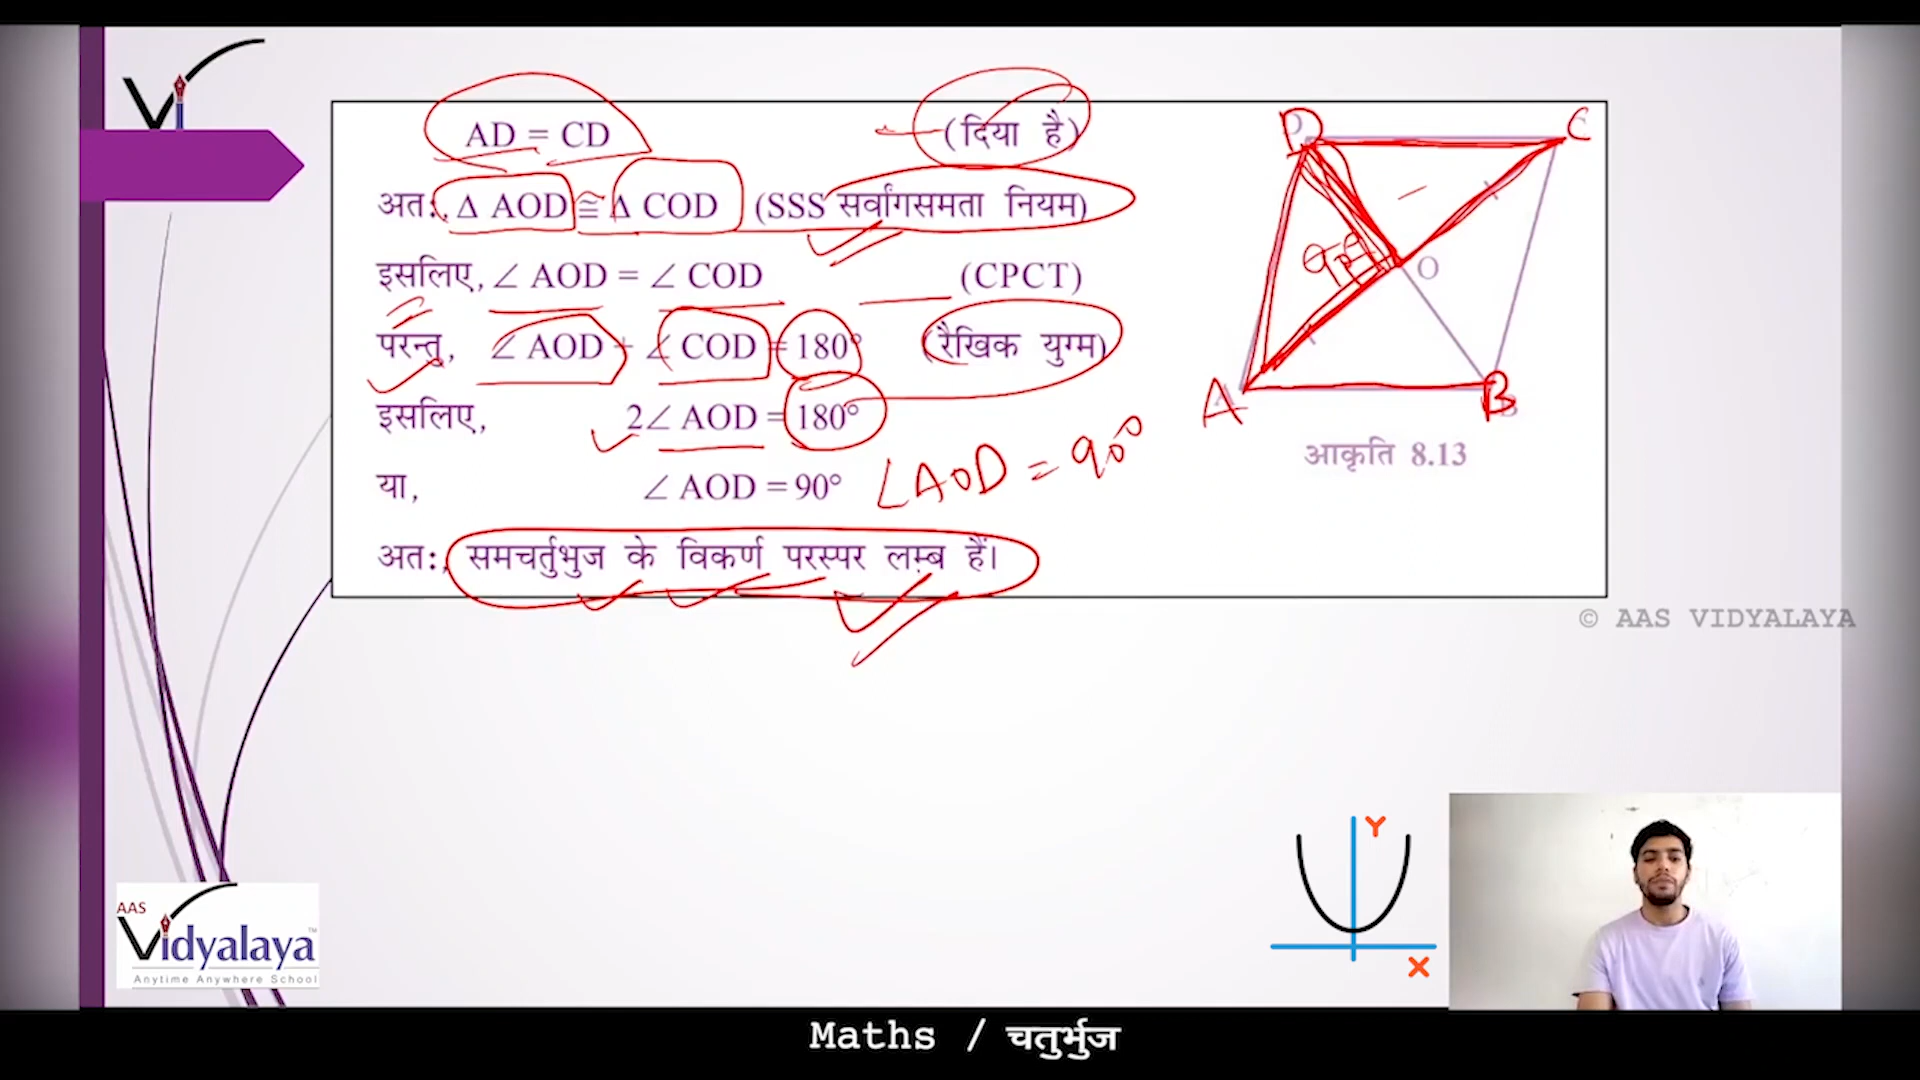 AD = CD (दिया है)
अतः, Δ AOD ≅ Δ COD (SSS सर्वांगसमता नियम)
इसलिए, ∠ AOD = ∠ COD (CPCT)
परन्तु, ∠ AOD + ∠ COD = 180° (रैखिक युग्म)
इसलिए, 2∠ AOD = 180°
या, ∠ AOD = 90° ∠AOD = 90°
अतः, समचर्तुभुज के विकर्ण परस्पर लम्ब हैं।
D C
O
A B
आकृति 8.13
© AAS VIDYALAYA
Y
X
AAS
Vidyalaya™
Anytime Anywhere School
Maths / चतुर्भुज